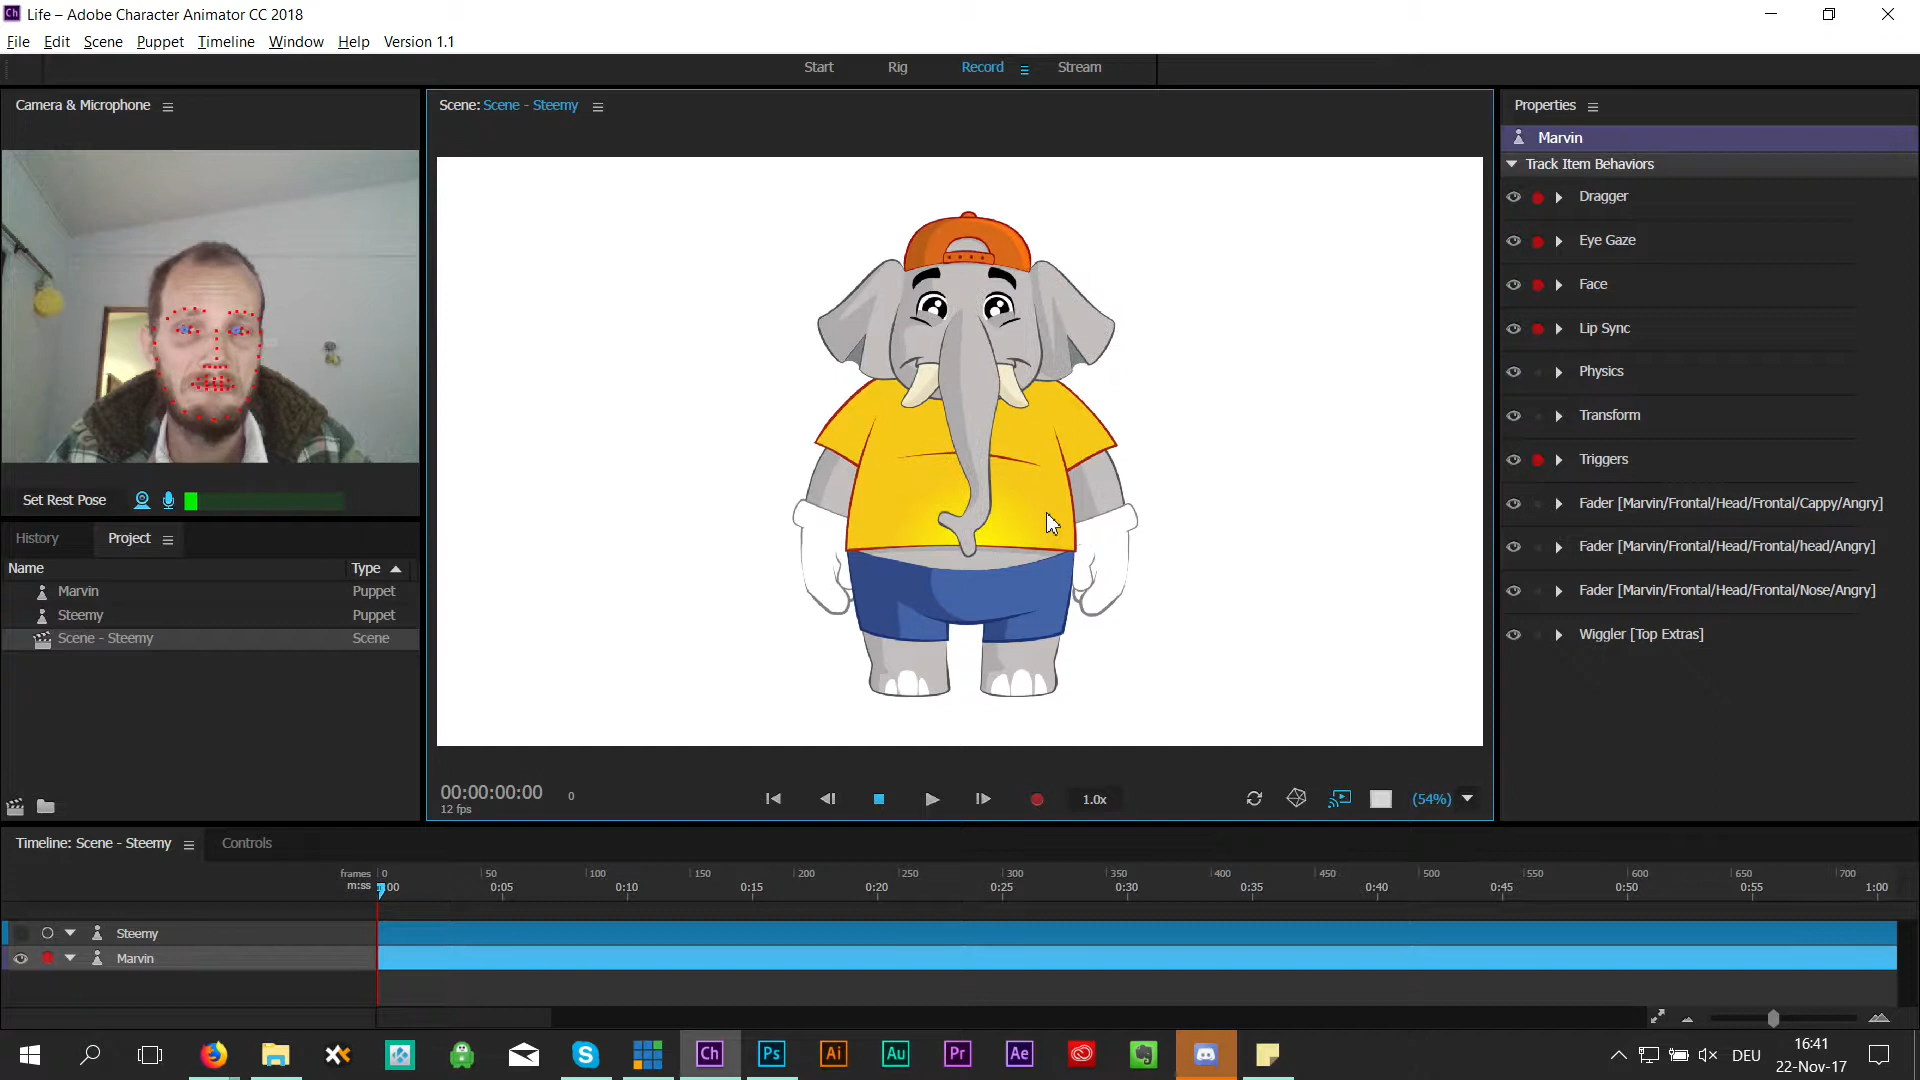 Ch Life – Adobe Character Animator CC 2018
File Edit Scene Puppet Timeline Window Help Version 1.1
Start Rig Record Stream
Camera & Microphone
Set Rest Pose
History Project
Name Type
Marvin Puppet
Steemy Puppet
Scene - Steemy Scene
Scene: Scene - Steemy
00:00:00:00 0
12 fps
1.0x
(54%)
Properties
Marvin
Track Item Behaviors
Dragger
Eye Gaze
Face
Lip Sync
Physics
Transform
Triggers
Fader [Marvin/Frontal/Head/Frontal/Cappy/Angry]
Fader [Marvin/Frontal/Head/Frontal/head/Angry]
Fader [Marvin/Frontal/Head/Frontal/Nose/Angry]
Wiggler [Top Extras]
Timeline: Scene - Steemy Controls
frames 0 50 100 150 200 250 300 350 400 450 500 550 600 650 700
m:ss :00 0:05 0:10 0:15 0:20 0:25 0:30 0:35 0:40 0:45 0:50 0:55 1:00
Steemy
Marvin
Ch Ps Ai Au Pr Ae
DEU
16:41
22-Nov-17